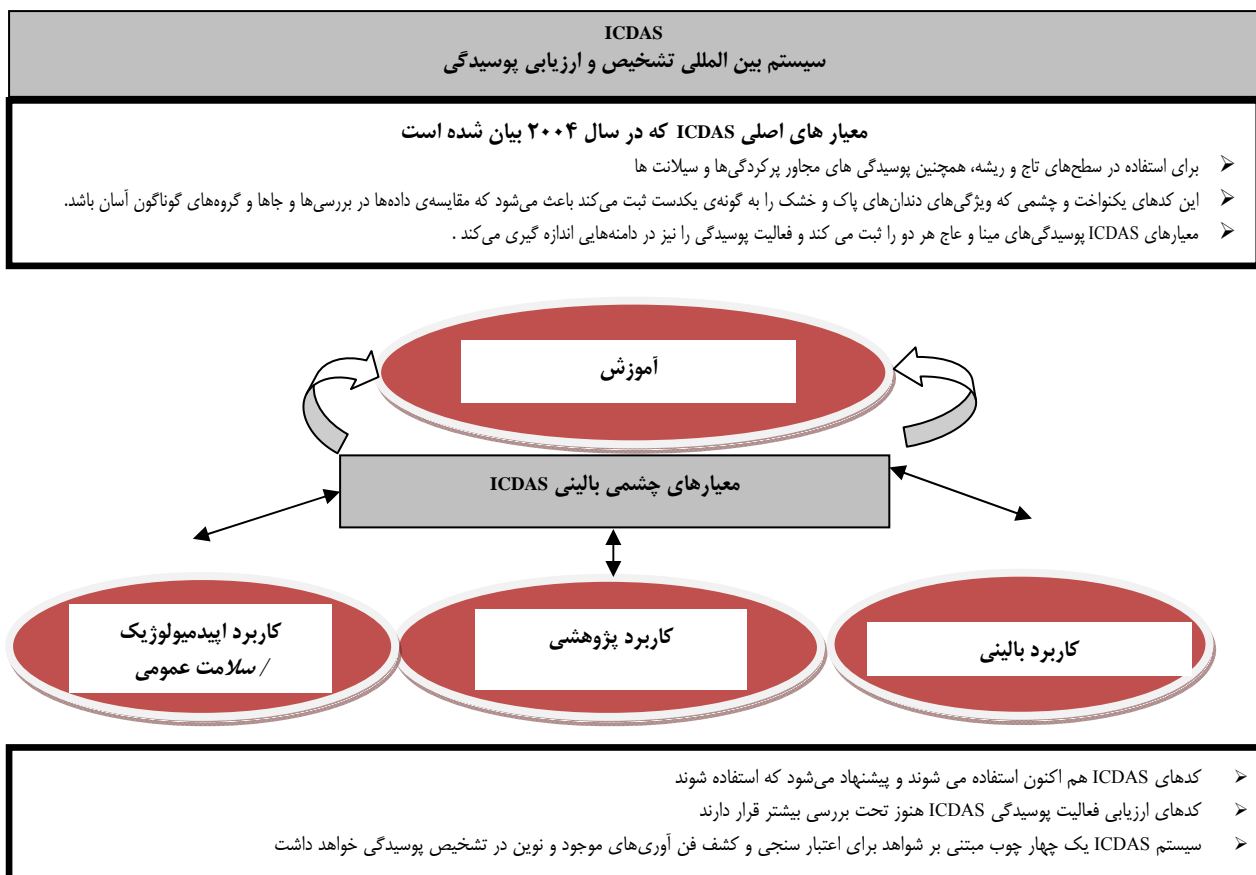 ICDAS
سیستم بین المللی تشخیص و ارزیابی پوسیدگی
معیار های اصلی ICDAS که در سال ۲۰۰۴ بیان شده است
برای استفاده در سطح‌های تاج و ریشه، همچنین پوسیدگی های مجاور پرکردگی‌ها و سیلانت ها
این کدهای یکنواخت و چشمی که ویژگی‌های دندان‌های پاک و خشک را به گونه‌ی یکدست ثبت می‌کند باعث می‌شود که مقایسه‌ی داده‌ها در بررسی‌ها و جاها و گروه‌های گوناگون آسان باشد.
معیارهای ICDAS پوسیدگی‌های مینا و عاج هر دو را ثبت می کند و فعالیت پوسیدگی را نیز در دامنه‌هایی اندازه گیری می‌کند .
آموزش
معیارهای چشمی بالینی ICDAS
کاربرد بالینی
کاربرد پژوهشی
کاربرد اپیدمیولوژیک
/ سلامت عمومی
کدهای ICDAS هم اکنون استفاده می شوند و پیشنهاد می‌شود که استفاده شوند
کدهای ارزیابی فعالیت پوسیدگی ICDAS هنوز تحت بررسی بیشتر قرار دارند
سیستم ICDAS یک چهار چوب مبتنی بر شواهد برای اعتبار سنجی و کشف فن آوری‌های موجود و نوین در تشخیص پوسیدگی خواهد داشت